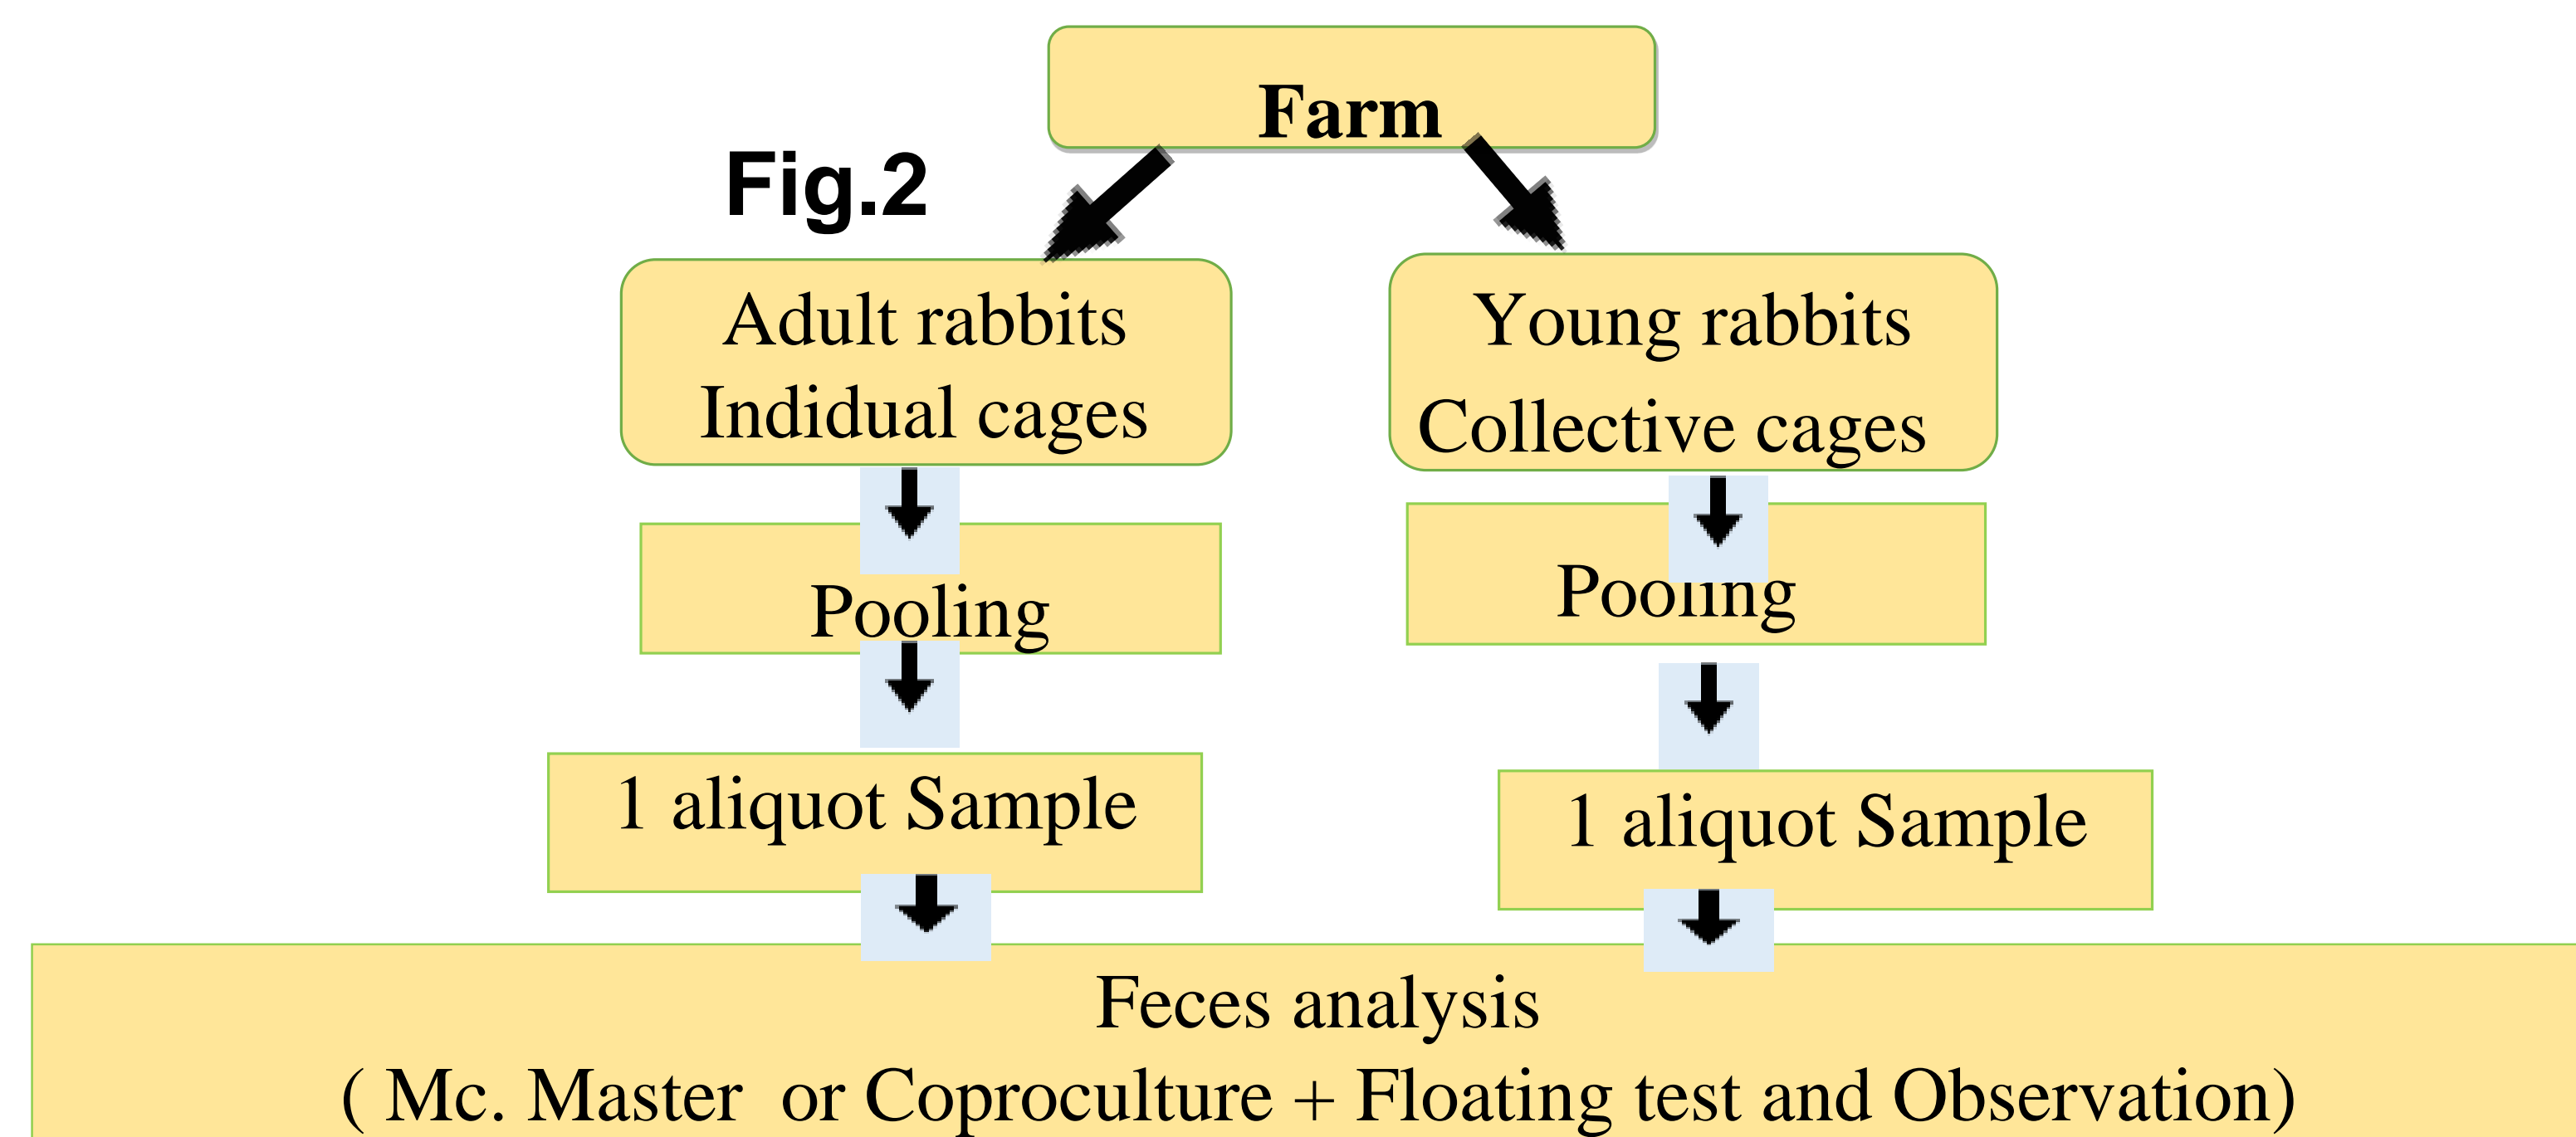 Farm
Fig.2
Adult rabbits
Indidual cages
Young rabbits
Collective cages
Pooling
Pooling
1 aliquot Sample
1 aliquot Sample
Feces analysis
( Mc. Master or Coproculture + Floating test and Observation)